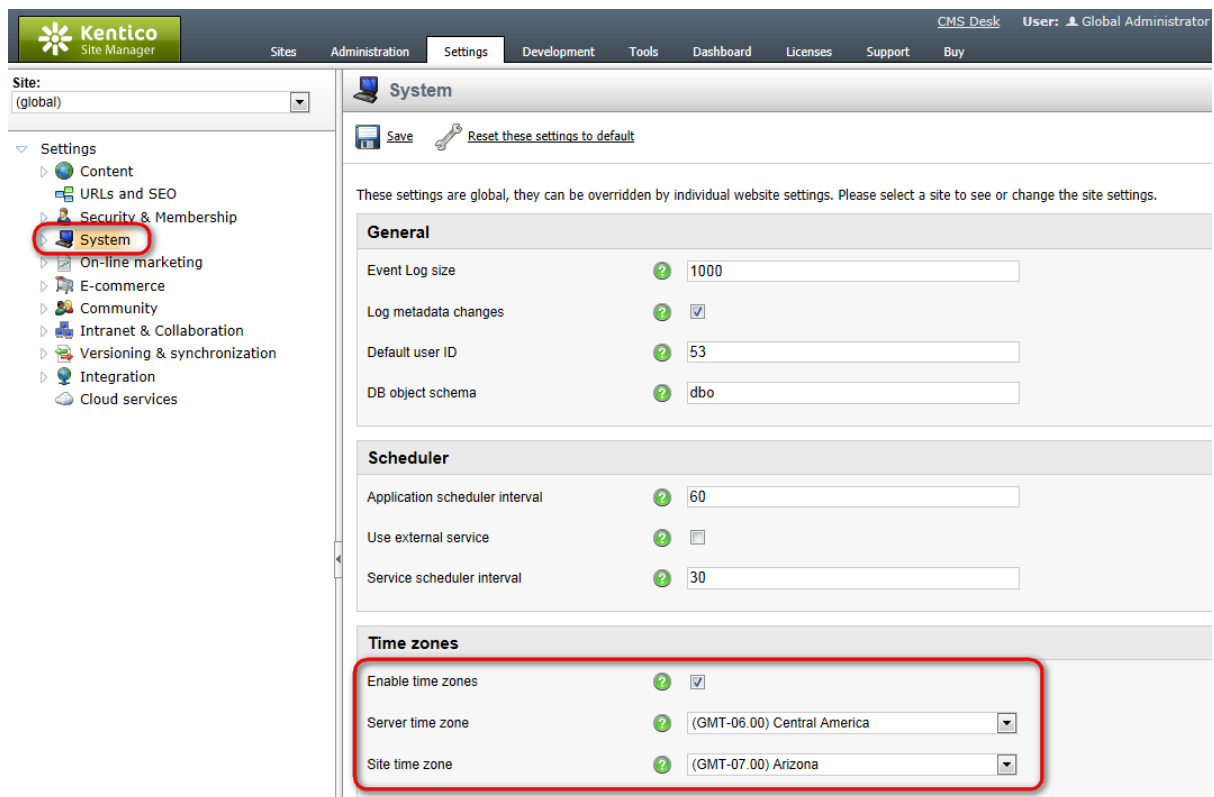 CMS Desk User: Global Administrator
Kentico
Site Manager
Sites Administration Settings Development Tools Dashboard Licenses Support Buy
Site:
(global)
Settings
Content
URLs and SEO
Security & Membership
System
On-line marketing
E-commerce
Community
Intranet & Collaboration
Versioning & synchronization
Integration
Cloud services
System
Save Reset these settings to default
These settings are global, they can be overridden by individual website settings. Please select a site to see or change the site settings.
General
Event Log size ? 1000
Log metadata changes ?
Default user ID ? 53
DB object schema ? dbo
Scheduler
Application scheduler interval ? 60
Use external service ?
Service scheduler interval ? 30
Time zones
Enable time zones ?
Server time zone ? (GMT-06.00) Central America
Site time zone ? (GMT-07.00) Arizona